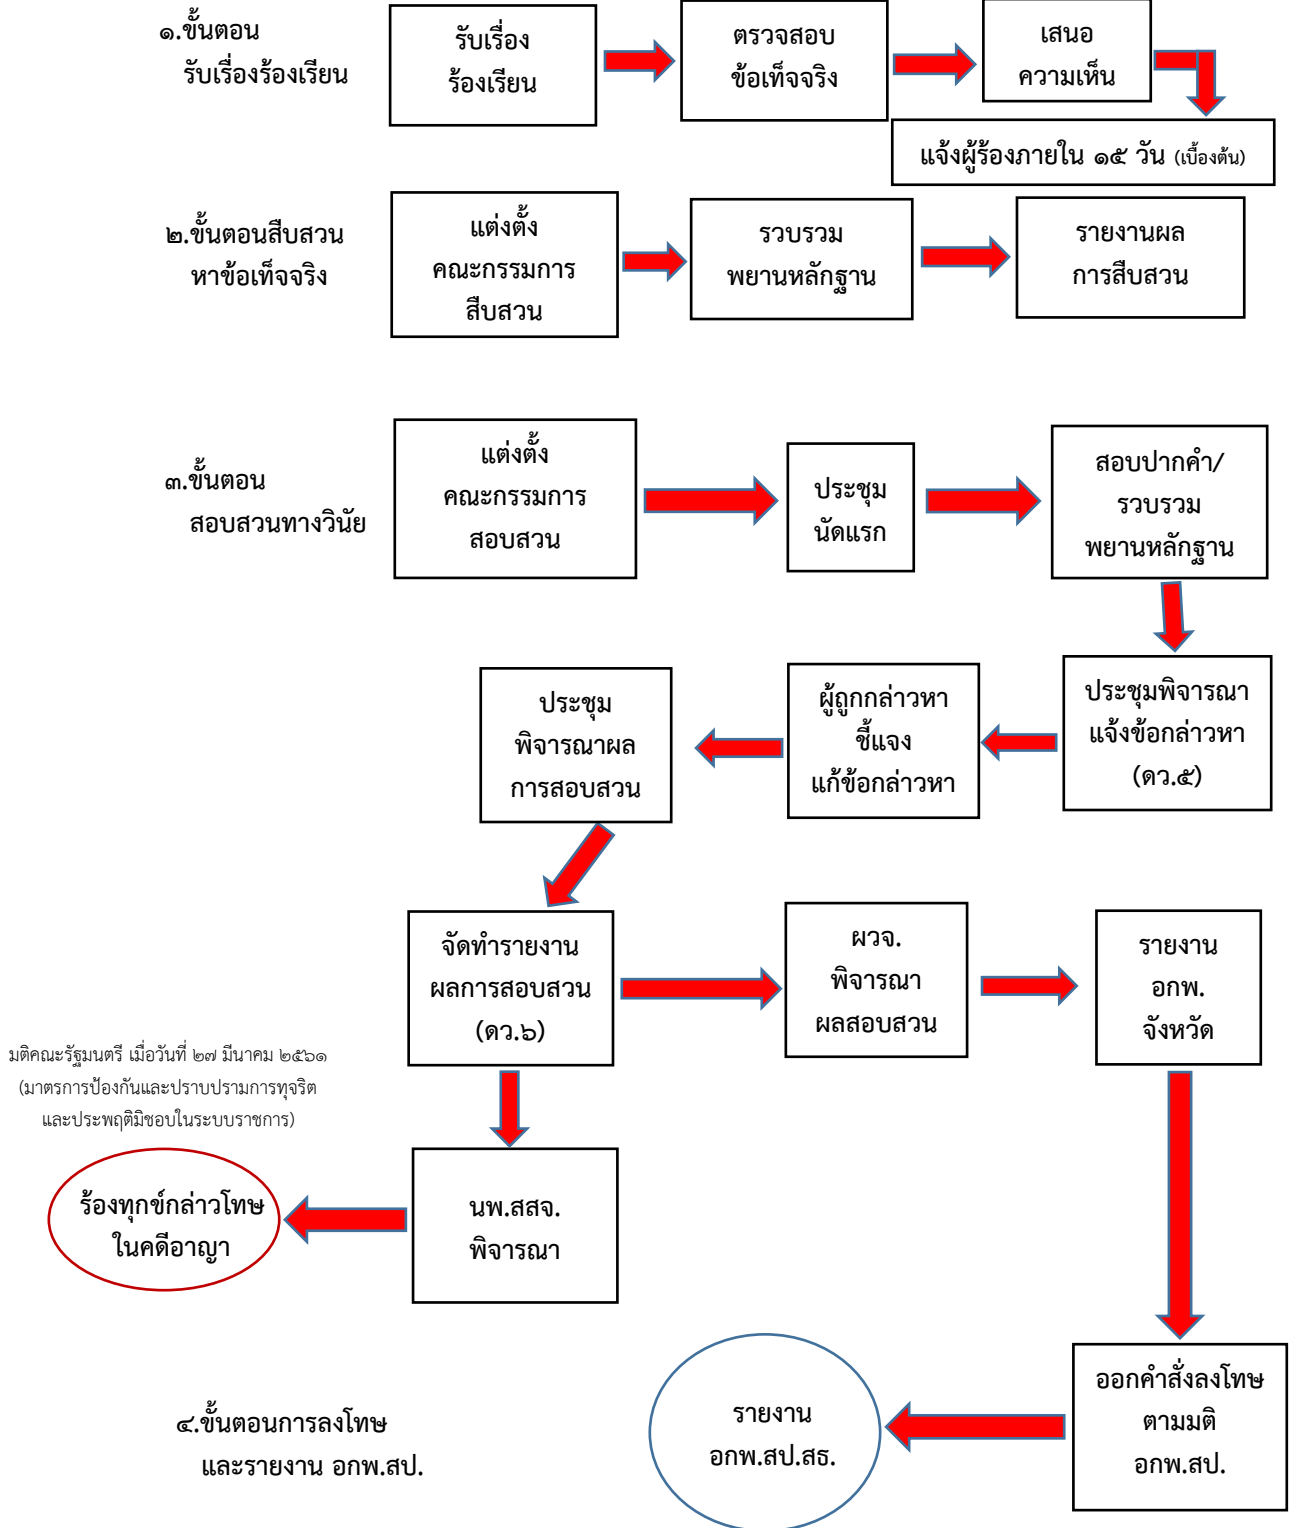 ๑.ขั้นตอน
รับเรื่องร้องเรียน
รับเรื่อง
ร้องเรียน
ตรวจสอบ
ข้อเท็จจริง
เสนอ
ความเห็น
แจ้งผู้ร้องภายใน ๑๕ วัน (เบื้องต้น)
๒.ขั้นตอนสืบสวน
หาข้อเท็จจริง
แต่งตั้ง
คณะกรรมการ
สืบสวน
รวบรวม
พยานหลักฐาน
รายงานผล
การสืบสวน
๓.ขั้นตอน
สอบสวนทางวินัย
แต่งตั้ง
คณะกรรมการ
สอบสวน
ประชุม
นัดแรก
สอบปากคำ/
รวบรวม
พยานหลักฐาน
ประชุมพิจารณา
แจ้งข้อกล่าวหา
(ดว.๕)
ผู้ถูกกล่าวหา
ชี้แจง
แก้ข้อกล่าวหา
ประชุม
พิจารณาผล
การสอบสวน
จัดทำรายงาน
ผลการสอบสวน
(ดว.๖)
ผวจ.
พิจารณา
ผลสอบสวน
รายงาน
อกพ.
จังหวัด
มติคณะรัฐมนตรี เมื่อวันที่ ๒๗ มีนาคม ๒๕๖๑
(มาตรการป้องกันและปราบปรามการทุจริต
และประพฤติมิชอบในระบบราชการ)
ร้องทุกข์กล่าวโทษ
ในคดีอาญา
นพ.สสจ.
พิจารณา
๔.ขั้นตอนการลงโทษ
และรายงาน อกพ.สป.
รายงาน
อกพ.สป.สธ.
ออกคำสั่งลงโทษ
ตามมติ
อกพ.สป.